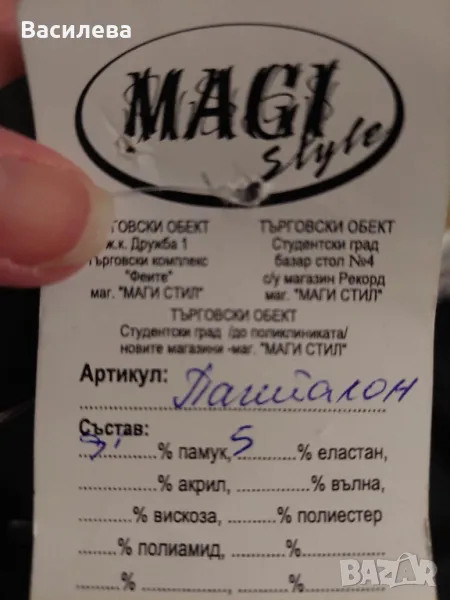 Василева
MAGI
Style
ТЪРГОВСКИ ОБЕКТ
ж.к. Дружба 1
търговски комплекс
"Феите"
маг. "МАГИ СТИЛ"
ТЪРГОВСКИ ОБЕКТ
Студентски град
базар стол №4
с/у магазин Рекорд
маг. "МАГИ СТИЛ"
ТЪРГОВСКИ ОБЕКТ
Студентски град /до поликлиниката/
новите магазини -маг. "МАГИ СТИЛ"
Артикул: Панталон
Състав:
% памук, 5 % еластан,
% акрил, % вълна,
% вискоза, % полиестер
% полиамид, %
% , %
BAZAR